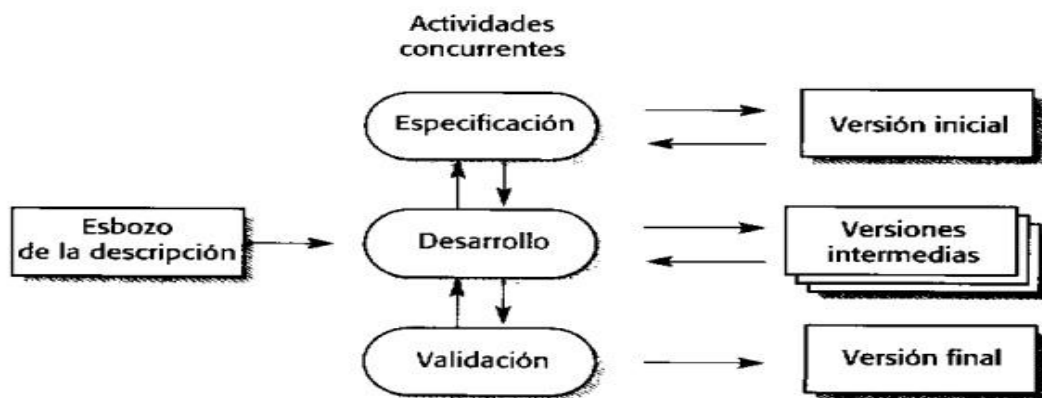 Actividades
concurrentes
Especificación
Versión inicial
Esbozo
de la descripción
Desarrollo
Versiones
intermedias
Validación
Versión final